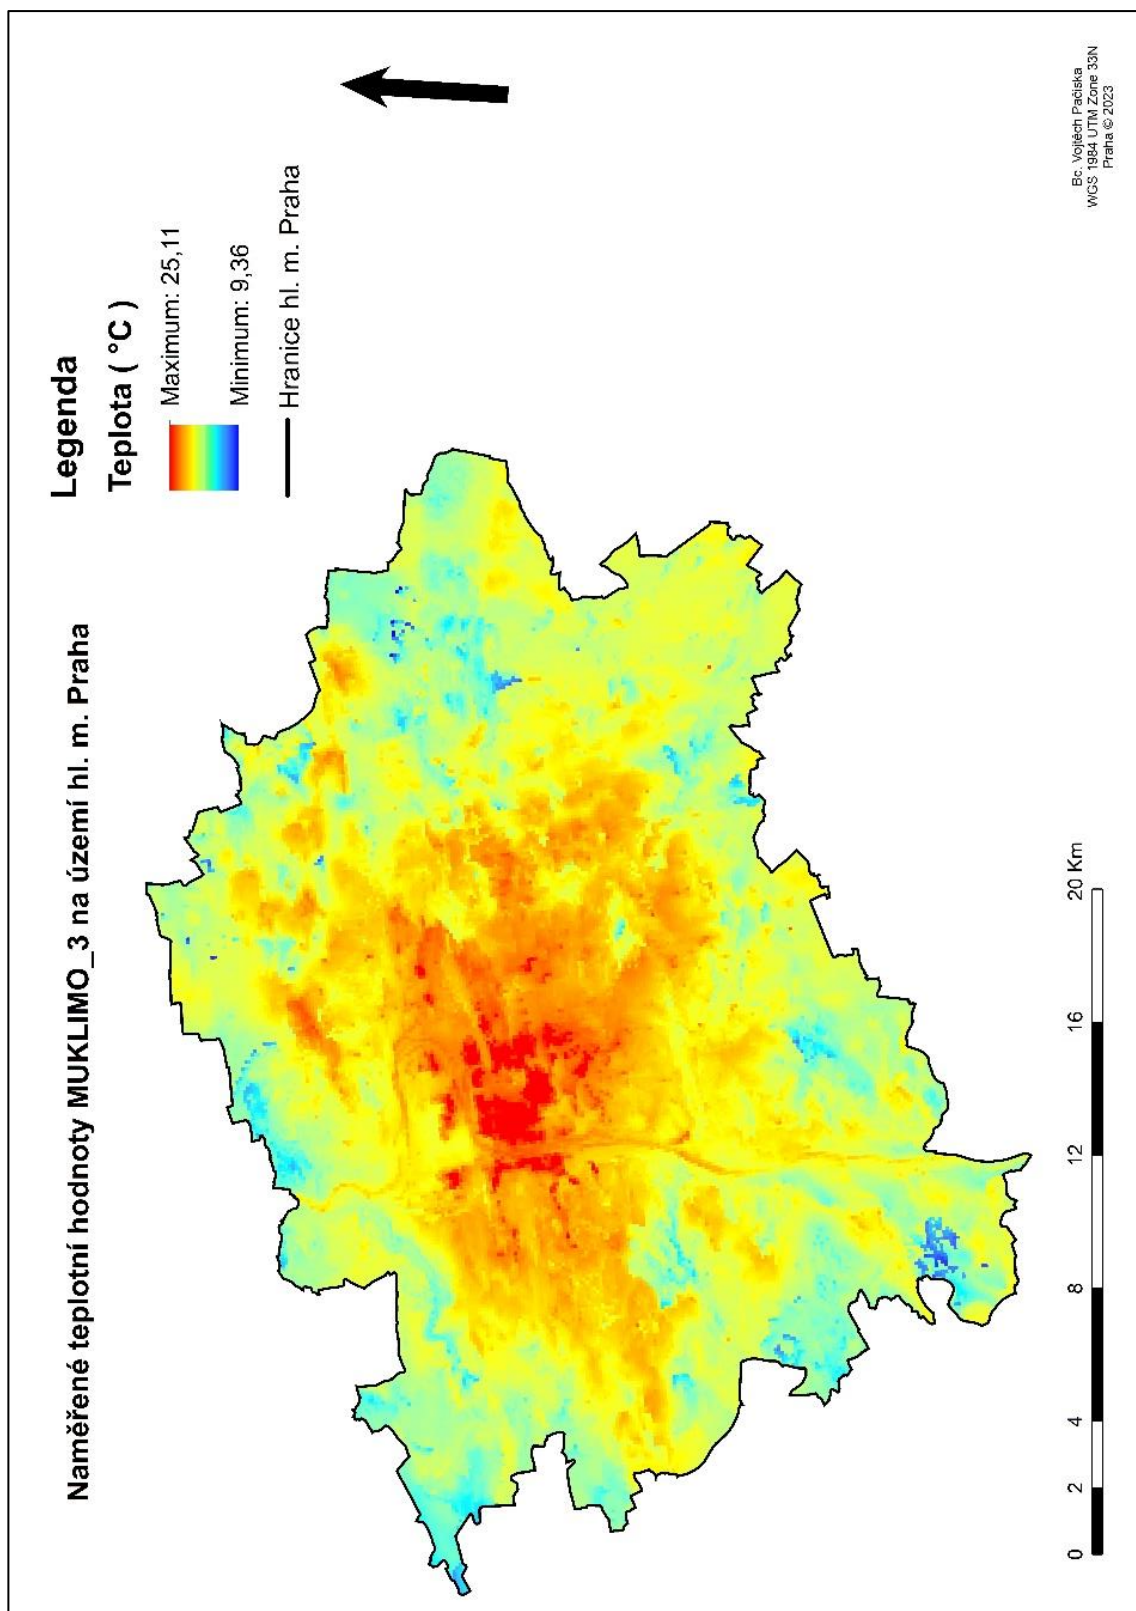 Naměřené teplotní hodnoty MUKLIMO_3 na území hl. m. Praha
Legenda
Teplota ( °C )
Maximum: 25,11
Minimum: 9,36
Hranice hl. m. Praha
0 2 4 8 12 16 20 Km
Bc. Vojtěch Pačiska
WGS 1984 UTM Zone 33N
Praha © 2023